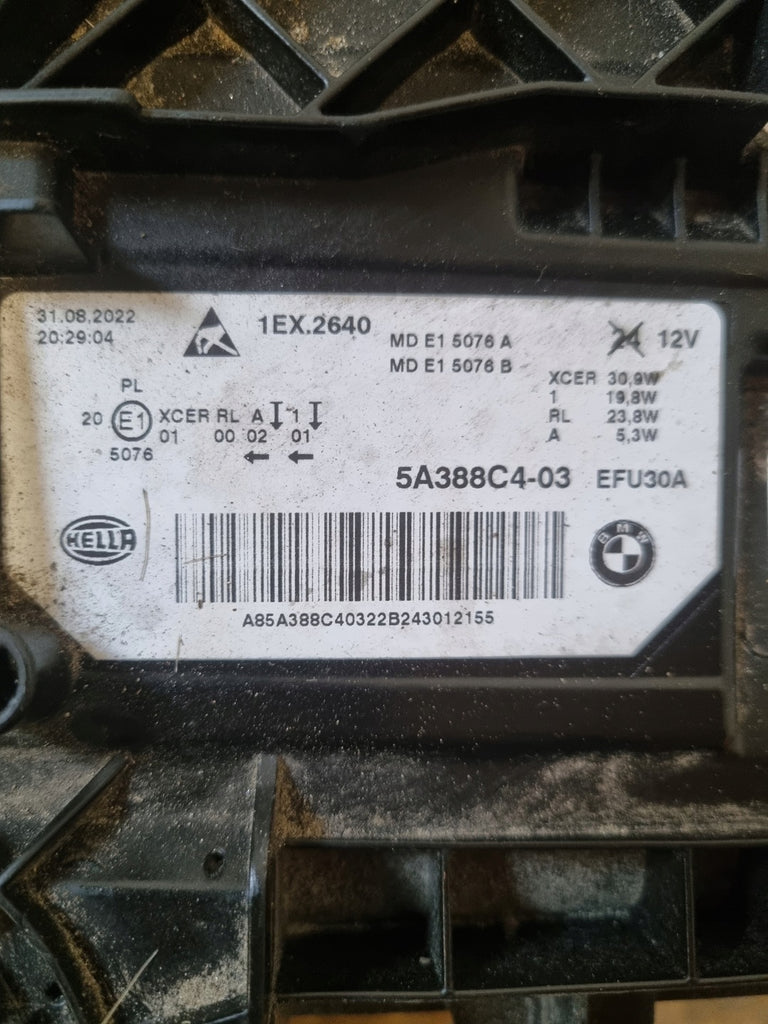 31.08.2022
20:29:04
1EX.2640
MD E1 5076 A
MD E1 5076 B
24 12V
XCER 30,9W
1 19,8W
RL 23,8W
A 5,3W
PL
20 E1 XCER RL A 1
01 00 02 01
5076
5A388C4-03 EFU30A
HELLA
BMW
A85A388C40322B243012155